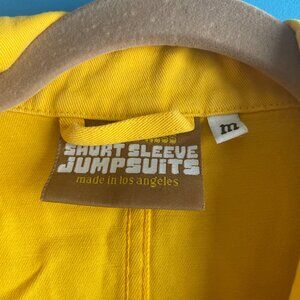 SHORT SLEEVE
JUMPSUITS
made in los angeles
m